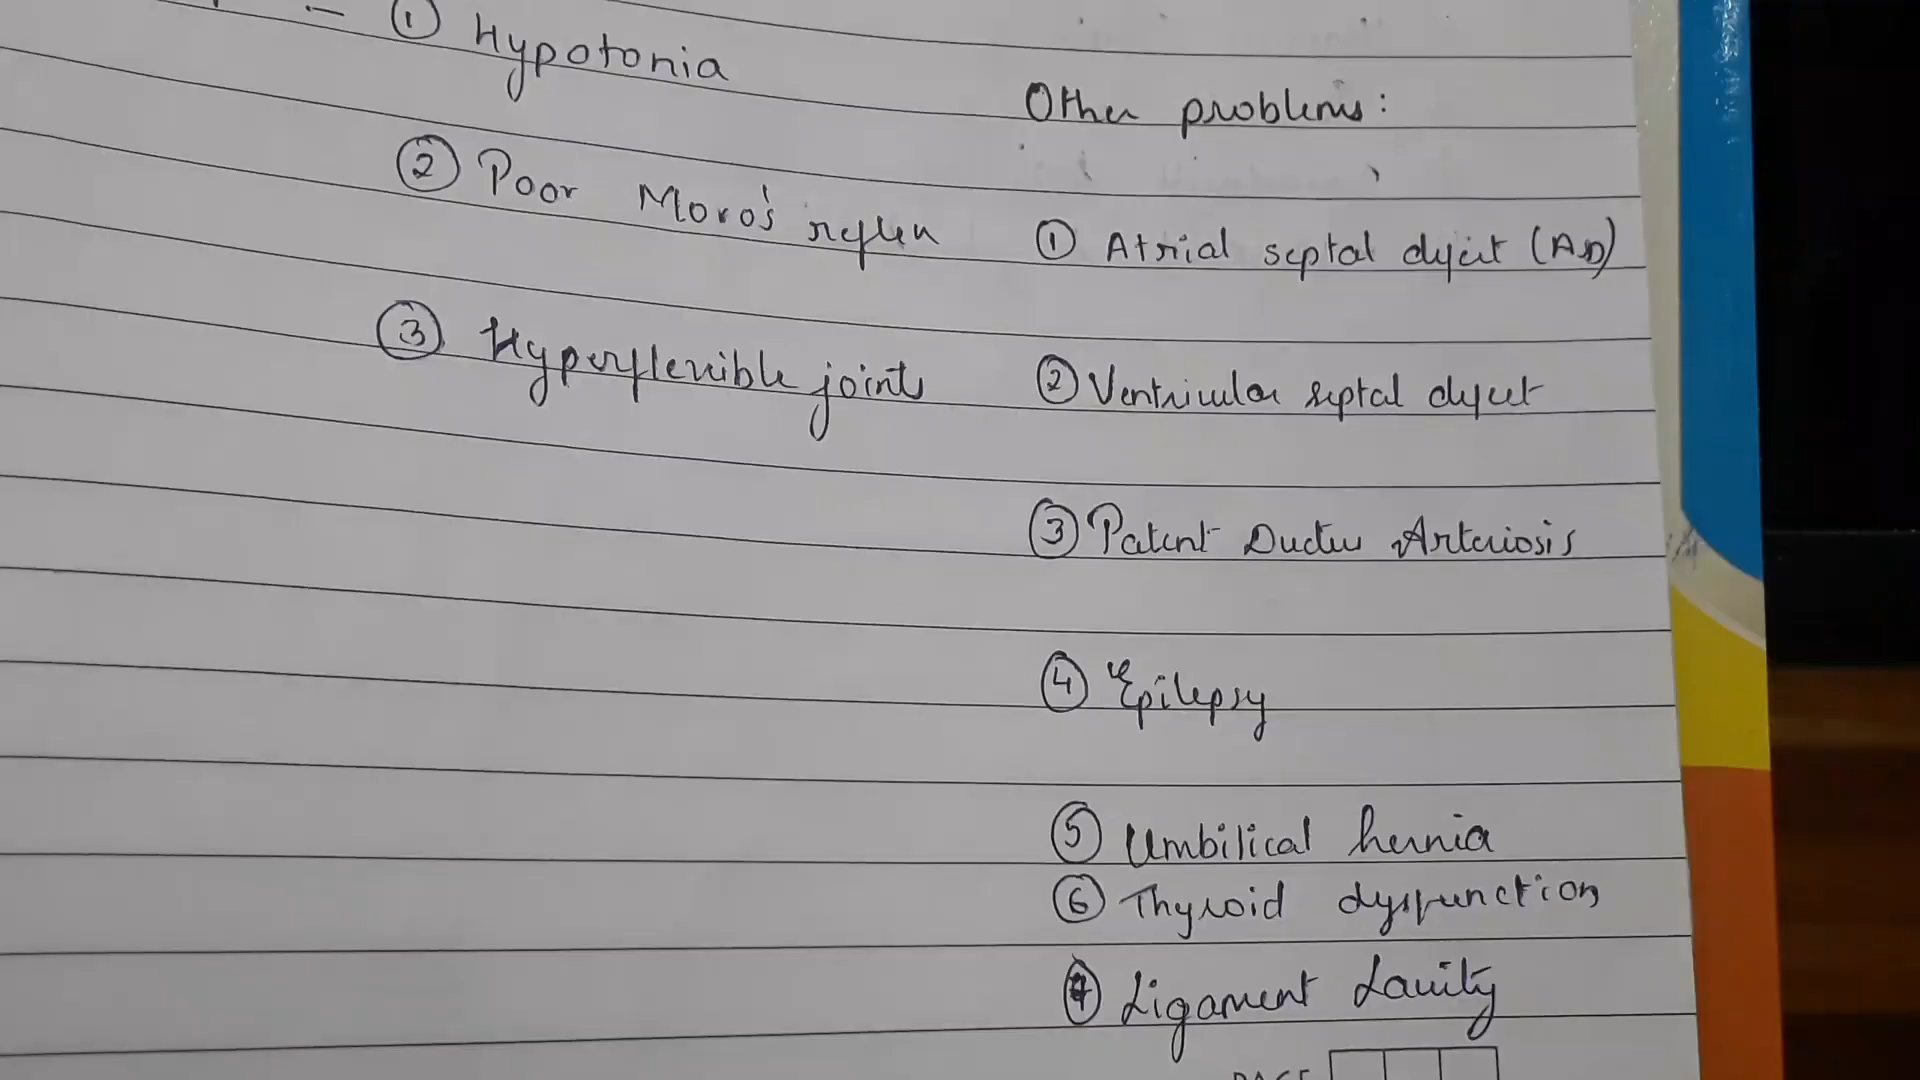 ① Hypotonia
② Poor Moro's reflex
③ Hyperflexible joints
Other problems:
① Atrial septal defect (ASD)
② Ventricular septal defect
③ Patent Ductus Arteriosis
④ Epilepsy
⑤ Umbilical hernia
⑥ Thyroid dysfunction
⑦ Ligament Laxity
PAGE